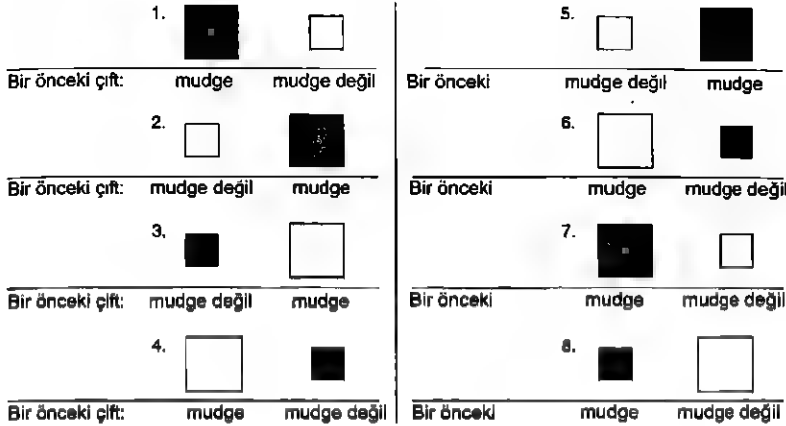 1.
Bir önceki çift: mudge mudge değil
2.
Bir önceki çift: mudge değil mudge
3.
Bir önceki çift: mudge değil mudge
4.
Bir önceki çift: mudge mudge değil
5.
Bir önceki mudge değil mudge
6.
Bir önceki mudge mudge değil
7.
Bir önceki mudge mudge değil
8.
Bir önceki mudge mudge değil